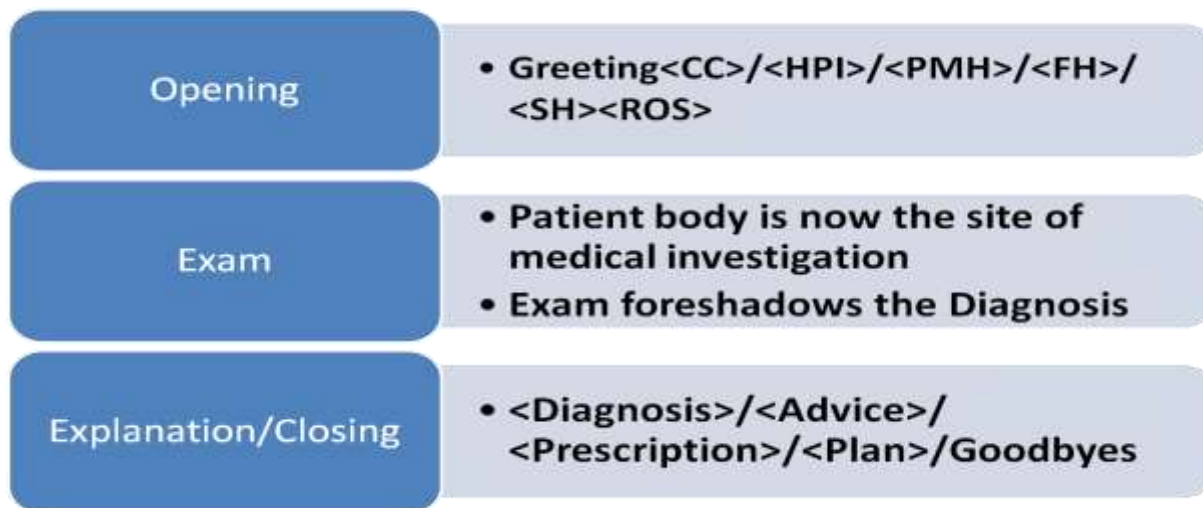 Opening
• Greeting<CC>/<HPI>/<PMH>/<FH>/
<SH><ROS>
Exam
• Patient body is now the site of
medical investigation
• Exam foreshadows the Diagnosis
Explanation/Closing
• <Diagnosis>/<Advice>/
<Prescription>/<Plan>/Goodbyes